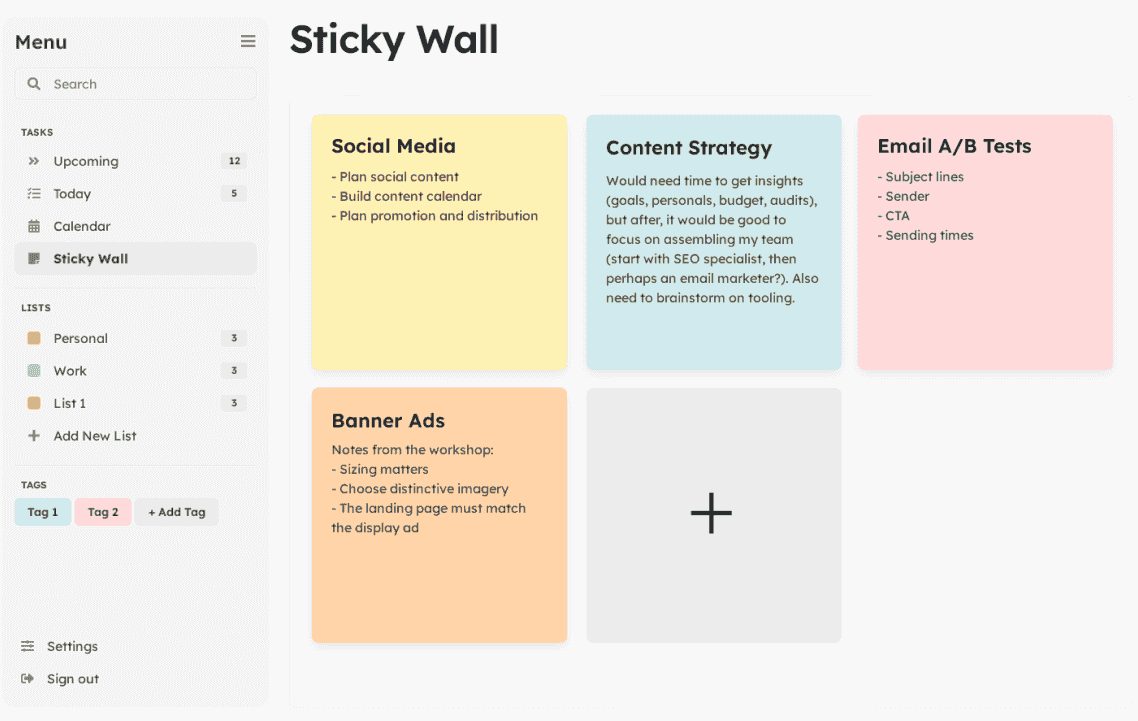 Menu
Search
TASKS
Upcoming 12
Today 5
Calendar
Sticky Wall
LISTS
Personal 3
Work 3
List 1 3
+ Add New List
TAGS
Tag 1 Tag 2 + Add Tag
Settings
Sign out
Sticky Wall
Social Media
- Plan social content
- Build content calendar
- Plan promotion and distribution
Content Strategy
Would need time to get insights
(goals, personals, budget, audits),
but after, it would be good to
focus on assembling my team
(start with SEO specialist, then
perhaps an email marketer?). Also
need to brainstorm on tooling.
Email A/B Tests
- Subject lines
- Sender
- CTA
- Sending times
Banner Ads
Notes from the workshop:
- Sizing matters
- Choose distinctive imagery
- The landing page must match
the display ad
+